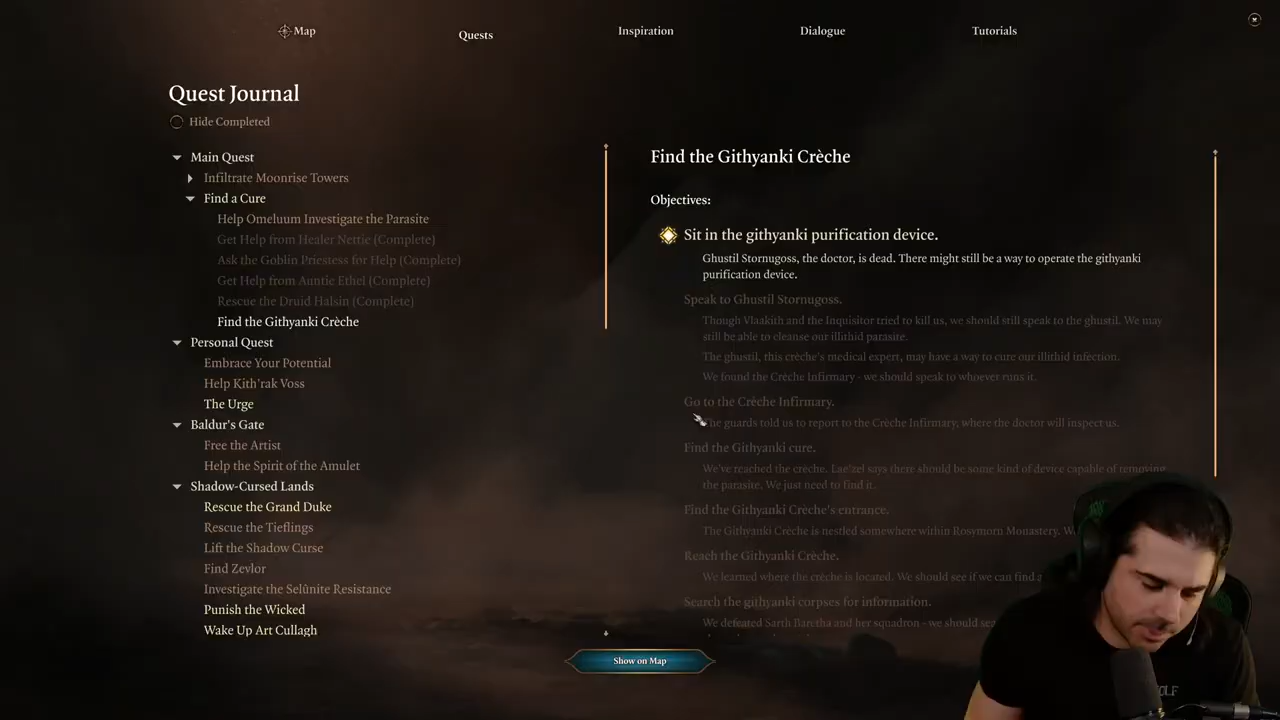 Map
Quests
Inspiration
Dialogue
Tutorials
Quest Journal
Hide Completed
Main Quest
Infiltrate Moonrise Towers
Find a Cure
Help Omeluum Investigate the Parasite
Get Help from Healer Nettie (Complete)
Ask the Goblin Priestess for Help (Complete)
Get Help from Auntie Ethel (Complete)
Rescue the Druid Halsin (Complete)
Find the Githyanki Crèche
Personal Quest
Embrace Your Potential
Help Kith'rak Voss
The Urge
Baldur's Gate
Free the Artist
Help the Spirit of the Amulet
Shadow-Cursed Lands
Rescue the Grand Duke
Rescue the Tieflings
Lift the Shadow Curse
Find Zevlor
Investigate the Selûnite Resistance
Punish the Wicked
Wake Up Art Cullagh
Find the Githyanki Crèche
Objectives:
Sit in the githyanki purification device.
Ghustil Stornugoss, the doctor, is dead. There might still be a way to operate the githyanki
purification device.
Speak to Ghustil Stornugoss.
Though Vlaakith and the Inquisitor tried to kill us, we should still speak to the ghustil. We may
still be able to cleanse our illithid parasite.
The ghustil, this crèche's medical expert, may have a way to cure our illithid infection.
We found the Crèche Infirmary - we should speak to whoever runs it.
Go to the Crèche Infirmary.
The guards told us to report to the Crèche Infirmary, where the doctor will inspect us.
Find the Githyanki cure.
We've reached the crèche. Lae'zel says there should be some kind of device capable of removing
the parasite. We just need to find it.
Find the Githyanki Crèche's entrance.
The Githyanki Crèche is nestled somewhere within Rosymorn Monastery.
Reach the Githyanki Crèche.
We learned where the crèche is located. We should see if we can find a
Search the githyanki corpses for information.
We defeated Sarth Baretha and her squadron - we should
Show on Map